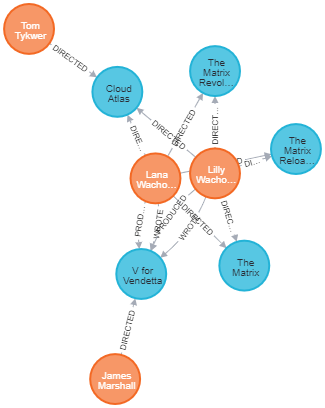 Tom
Tykwer
DIRECTED
Cloud
Atlas
The
Matrix
Revol...
DIRECTED
DIRECTED
DIRE...
DIRECT...
The
Matrix
Reloa...
D
DI...
Lana
Wacho...
Lilly
Wacho...
PROD...
WROTE
PRODUCED
DIRECTED
WROTE
DIREC...
V for
Vendetta
The
Matrix
DIRECTED
James
Marshall